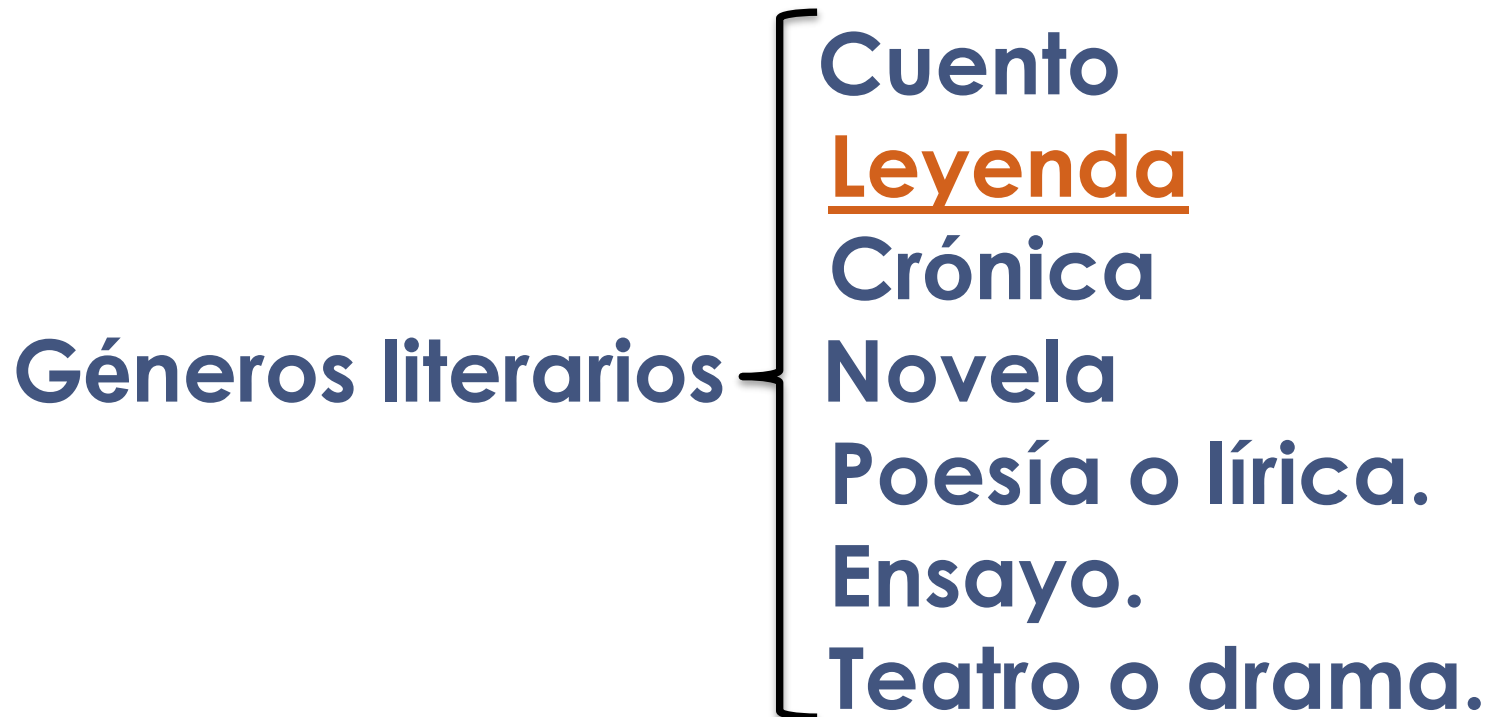 Géneros literarios
Cuento
Leyenda
Crónica
Novela
Poesía o lírica.
Ensayo.
Teatro o drama.